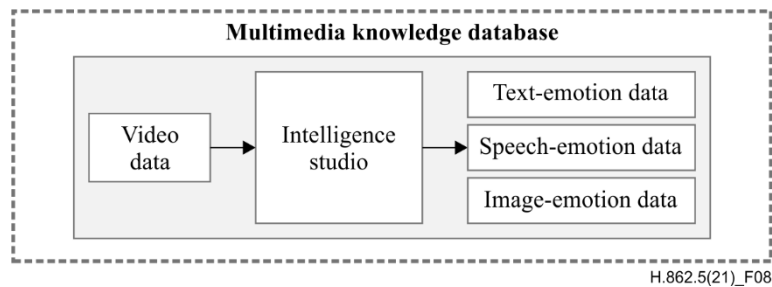 Multimedia knowledge database
Video
data
Intelligence
studio
Text-emotion data
Speech-emotion data
Image-emotion data
H.862.5(21)_F08